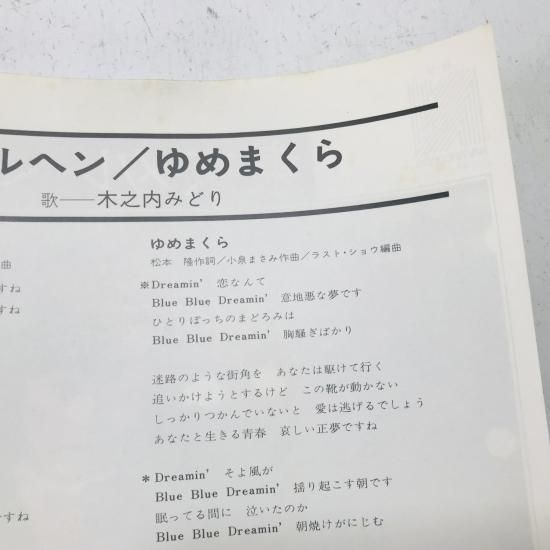 ルヘン／ゆめまくら
歌──木之内みどり
曲
すね
すね
ですね
ゆめまくら
松本　隆作詞／小泉まさみ作曲／ラスト・ショウ編曲
※Dreamin'　恋なんて
Blue Blue Dreamin'　意地悪な夢です
ひとりぼっちのまどろみは
Blue Blue Dreamin'　胸騒ぎばかり
迷路のような街角を　あなたは駆けて行く
追いかけようとするけど　この靴が動かない
しっかりつかんでいないと　愛は逃げるでしょう
あなたと生きる青春　哀しい正夢ですね
＊Dreamin'　そよ風が
Blue Blue Dreamin'　揺り起こす朝です
眠ってる間に　泣いたのか
Blue Blue Dreamin'　朝焼けがにじむ